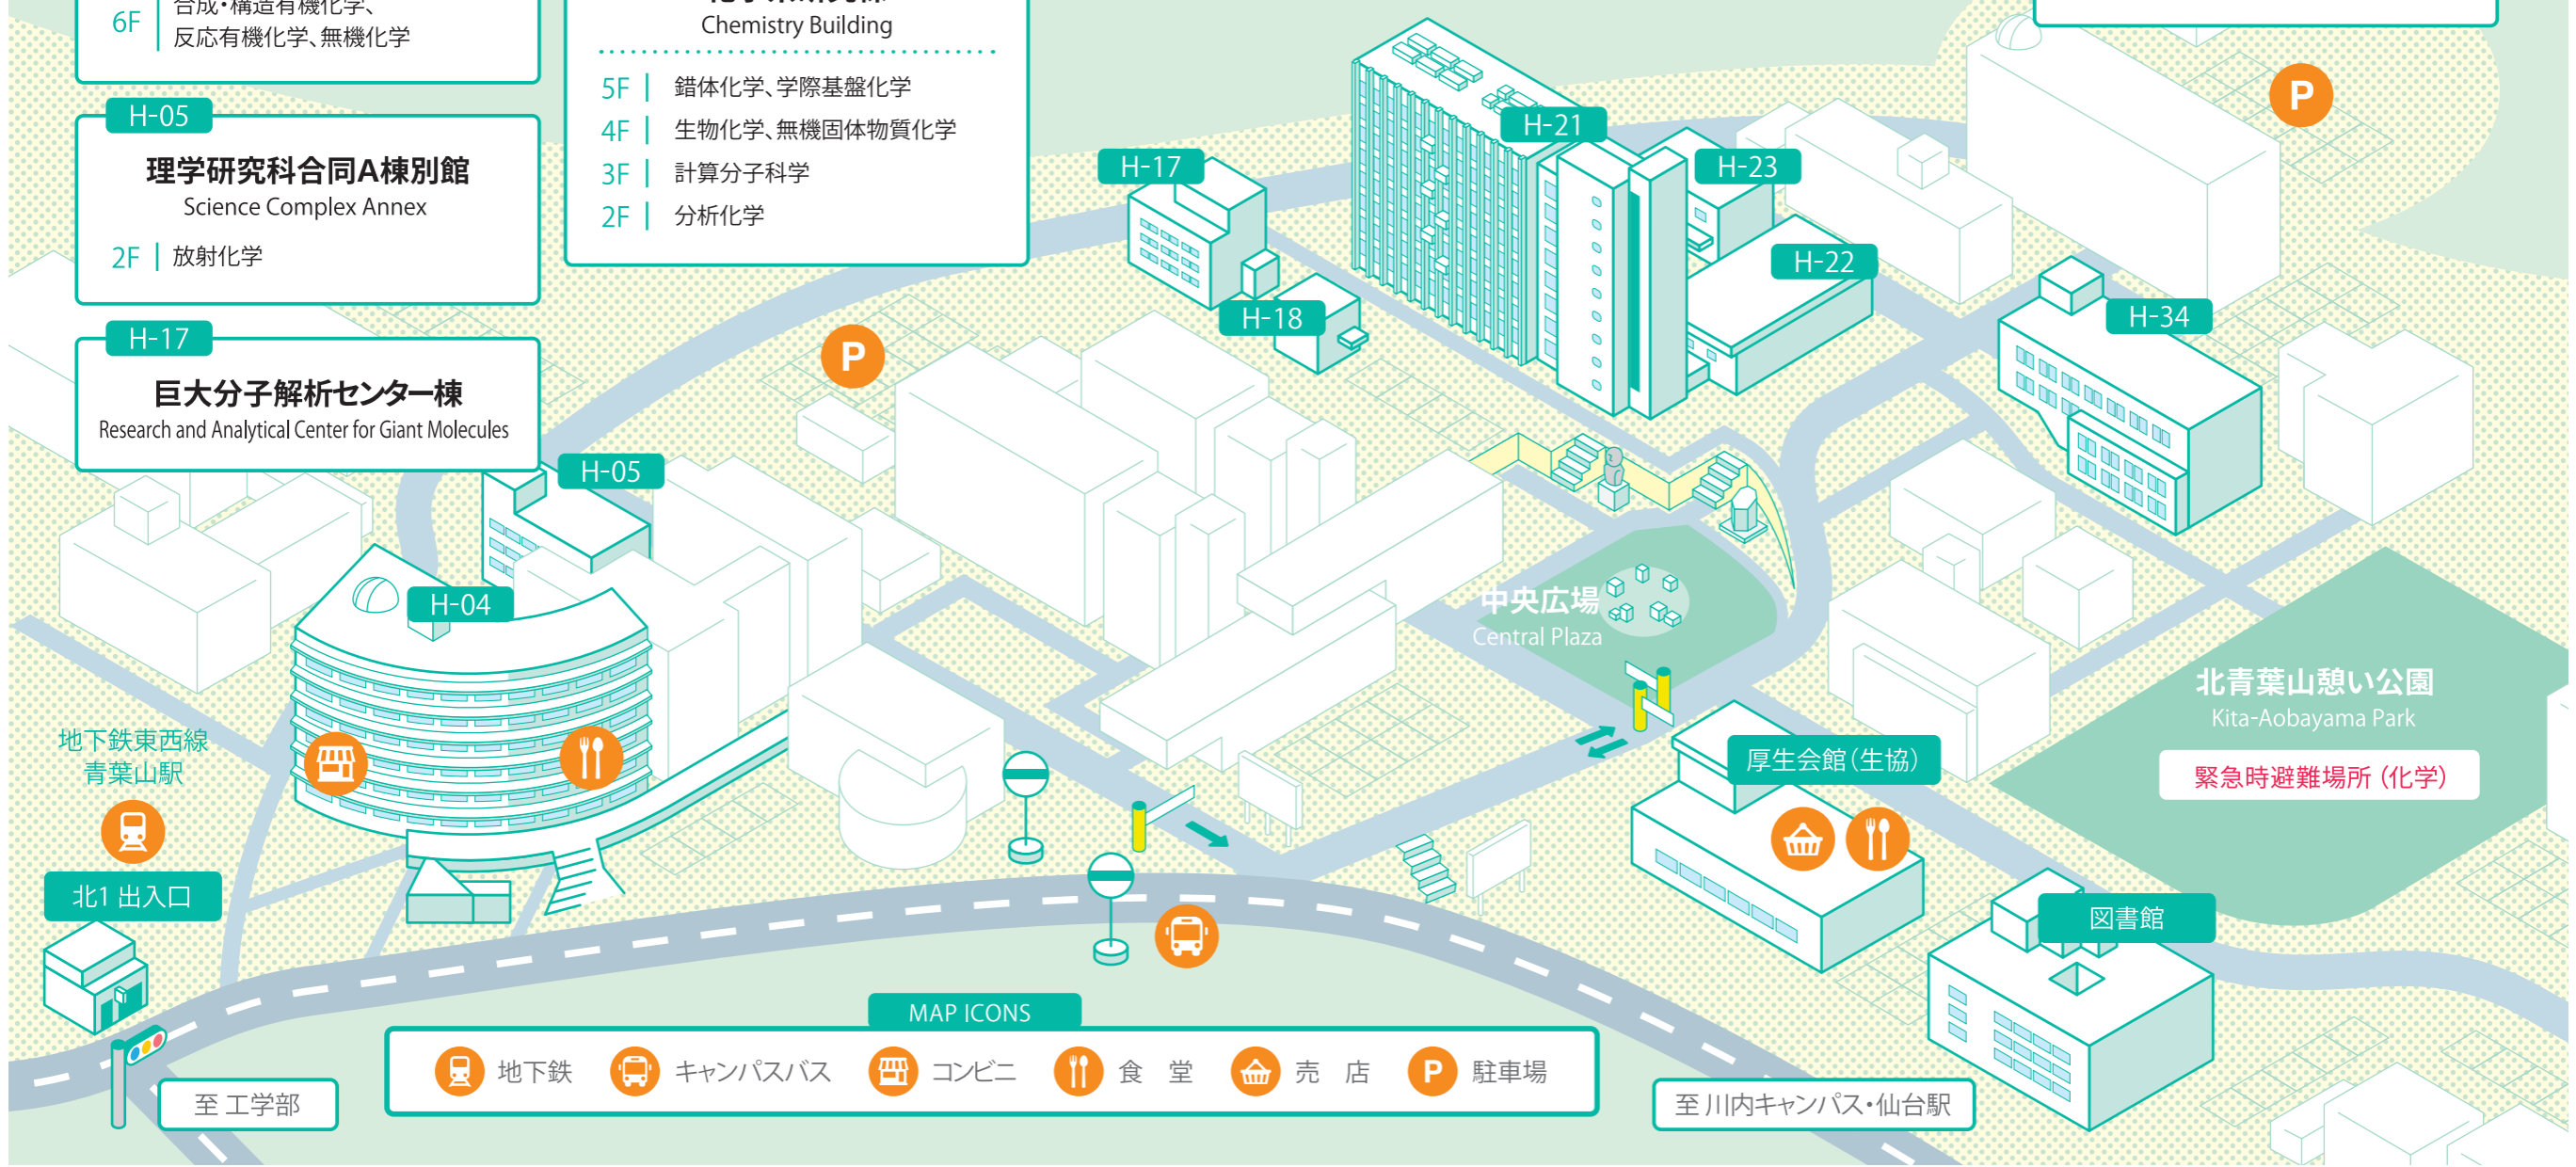 6F
合成・構造有機化学、
反応有機化学、無機化学
H-05
理学研究科合同A棟別館
Science Complex Annex
2F 放射化学
H-17
巨大分子解析センター棟
Research and Analytical Center for Giant Molecules
Chemistry Building
5F 錯体化学、学際基盤化学
4F 生物化学、無機固体物質化学
3F 計算分子科学
2F 分析化学
H-21
H-17
H-23
H-22
H-18
H-34
P
P
H-05
H-04
中央広場
Central Plaza
北青葉山憩い公園
Kita-Aobayama Park
緊急時避難場所（化学）
地下鉄東西線
青葉山駅
北1 出入口
厚生会館（生協）
図書館
MAP ICONS
地下鉄 キャンパスバス コンビニ 食 堂 売 店 P 駐車場
至 工学部
至 川内キャンパス・仙台駅